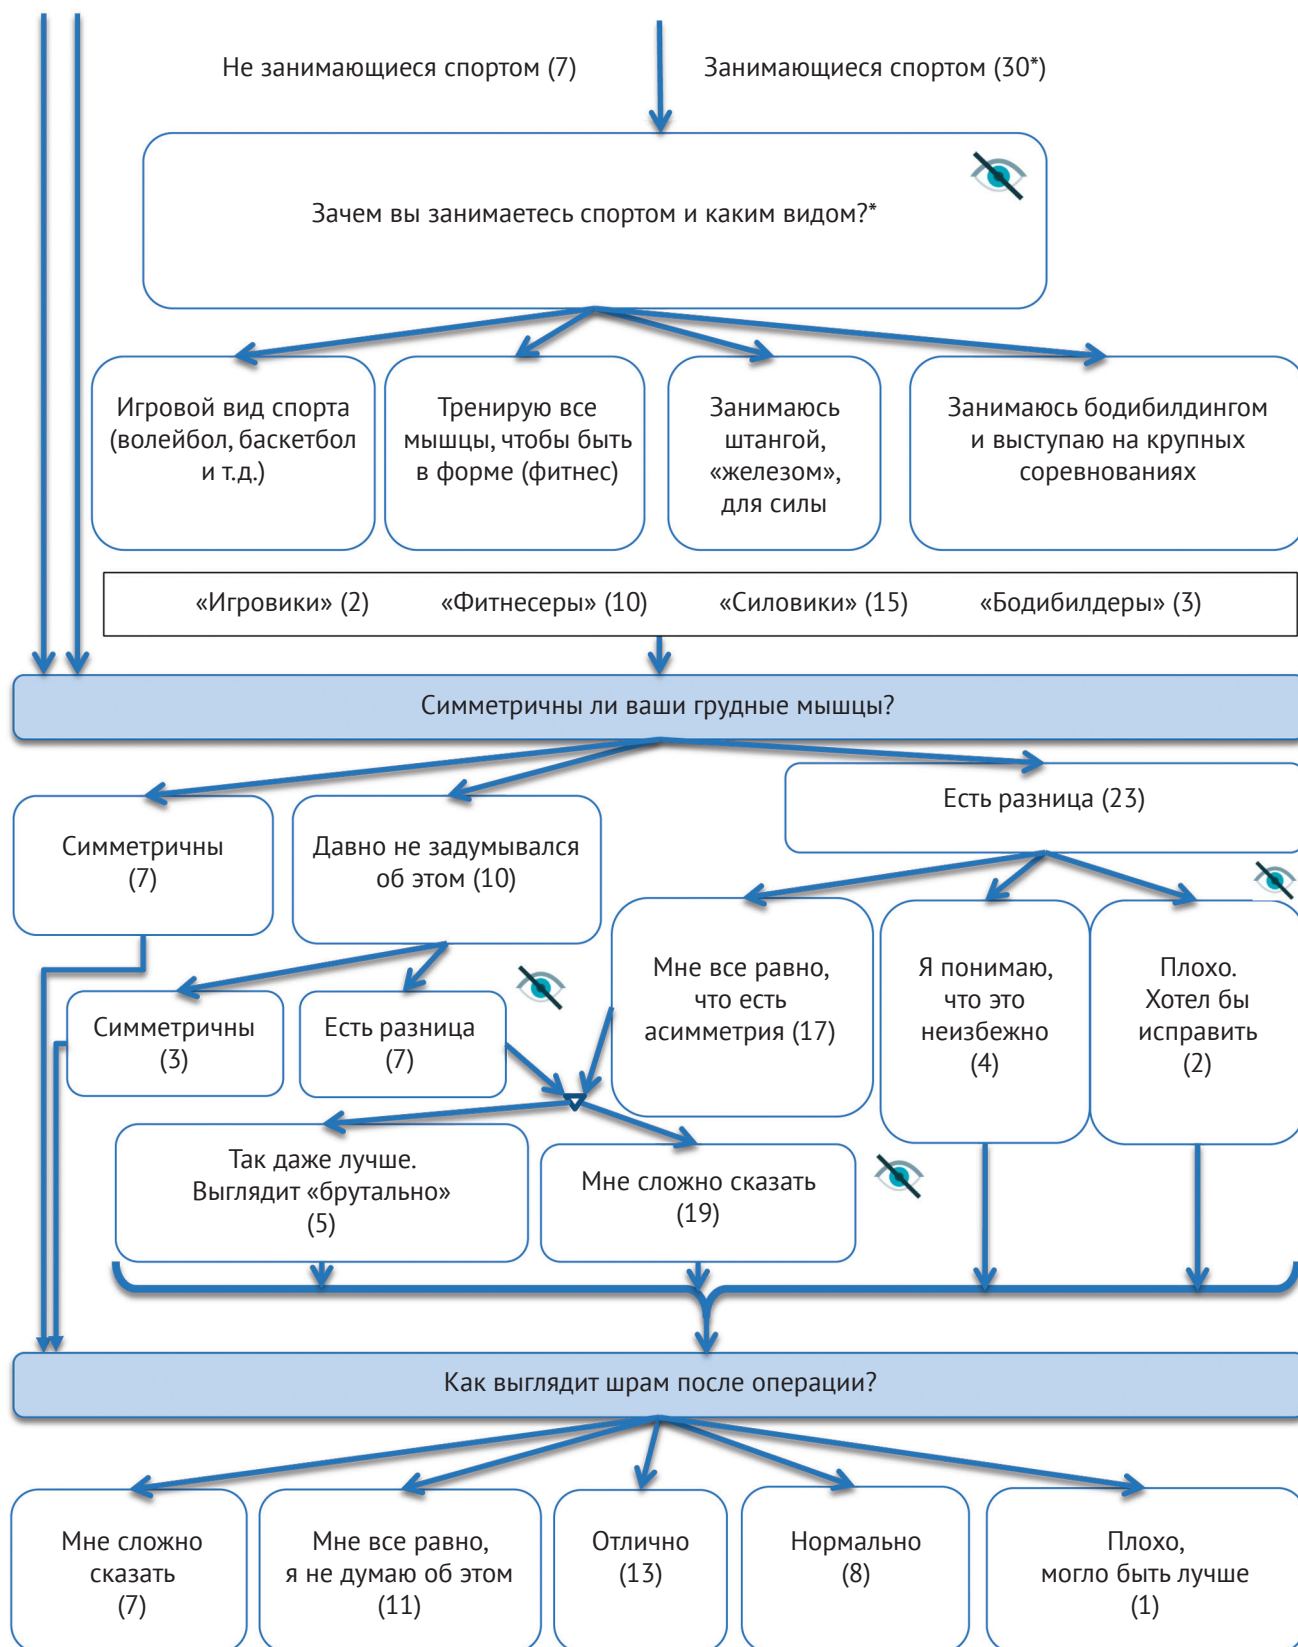 Не занимающиеся спортом (7)
Занимающиеся спортом (30*)
Зачем вы занимаетесь спортом и каким видом?*
Игровой вид спорта
(волейбол, баскетбол
и т.д.)
Тренирую все
мышцы, чтобы быть
в форме (фитнес)
Занимаюсь
штангой,
«железом»,
для силы
Занимаюсь бодибилдингом
и выступаю на крупных
соревнованиях
«Игровики» (2)
«Фитнесеры» (10)
«Силовики» (15)
«Бодибилдеры» (3)
Симметричны ли ваши грудные мышцы?
Симметричны
(7)
Давно не задумывался
об этом (10)
Есть разница (23)
Симметричны
(3)
Есть разница
(7)
Мне все равно,
что есть
асимметрия (17)
Я понимаю,
что это
неизбежно
(4)
Плохо.
Хотел бы
исправить
(2)
Так даже лучше.
Выглядит «брутально»
(5)
Мне сложно сказать
(19)
Как выглядит шрам после операции?
Мне сложно
сказать
(7)
Мне все равно,
я не думаю об этом
(11)
Отлично
(13)
Нормально
(8)
Плохо,
могло быть лучше
(1)